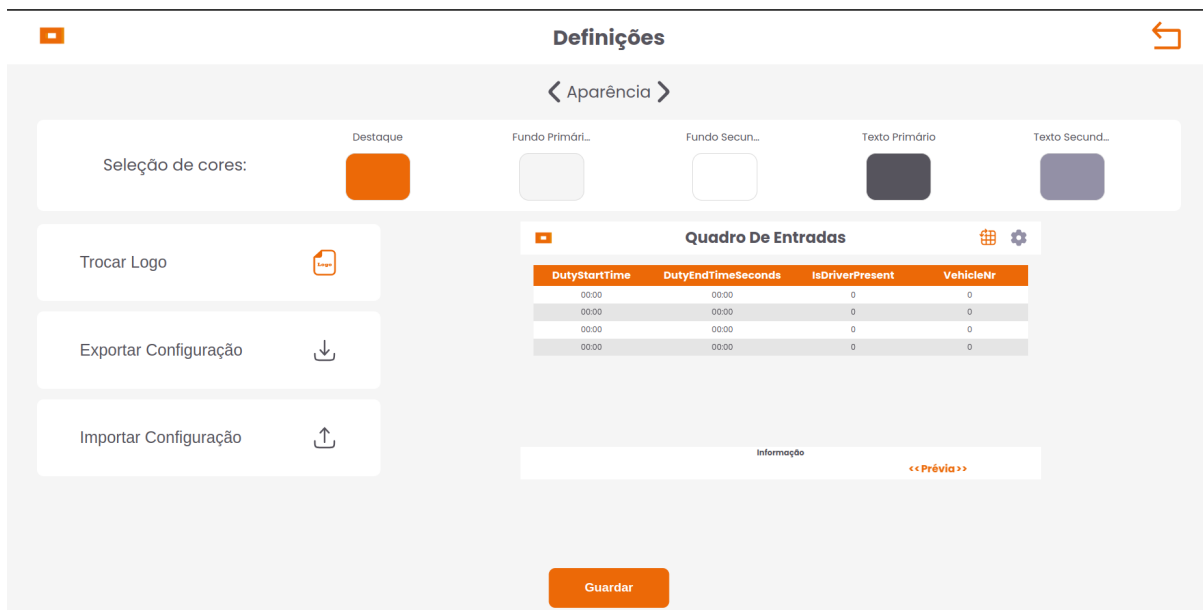 Definições
Aparência
Seleção de cores:
Destaque
Fundo Primári...
Fundo Secun...
Texto Primário
Texto Secund...
Trocar Logo
Logo
Exportar Configuração
Importar Configuração
Quadro De Entradas
DutyStartTime DutyEndTimeSeconds IsDriverPresent VehicleNr
00:00 00:00 0 0
00:00 00:00 0 0
00:00 00:00 0 0
00:00 00:00 0 0
Informação
<< Prévia >>
Guardar